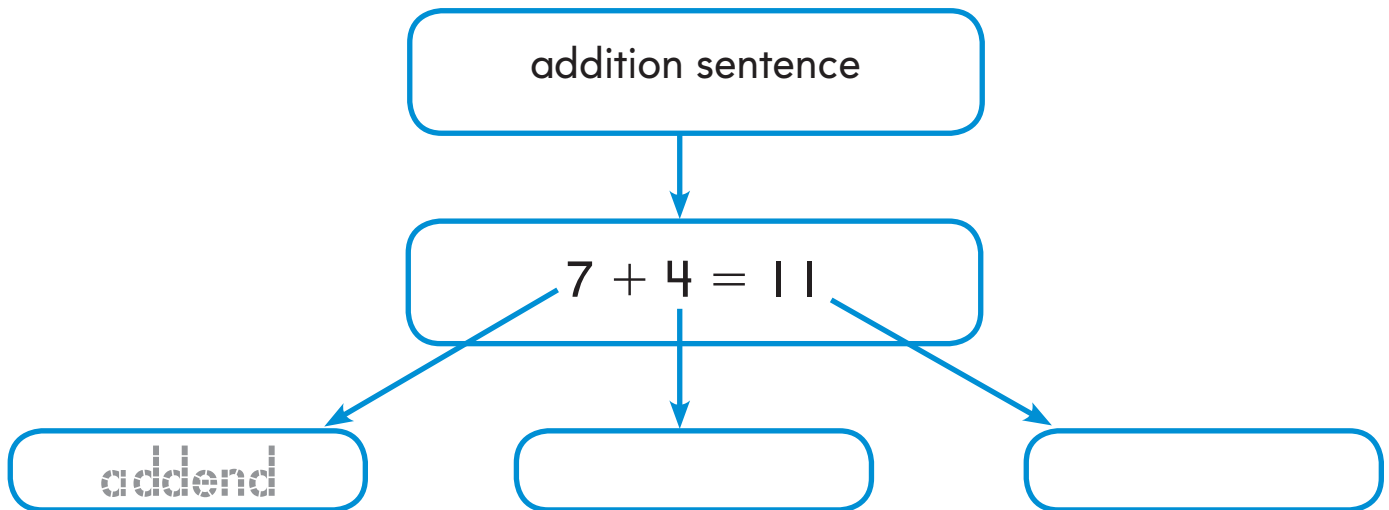 addition sentence
7 + 4 = 11
addend